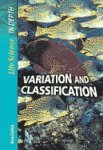 Life Science IN DEPTH
VARIATION AND
CLASSIFICATION